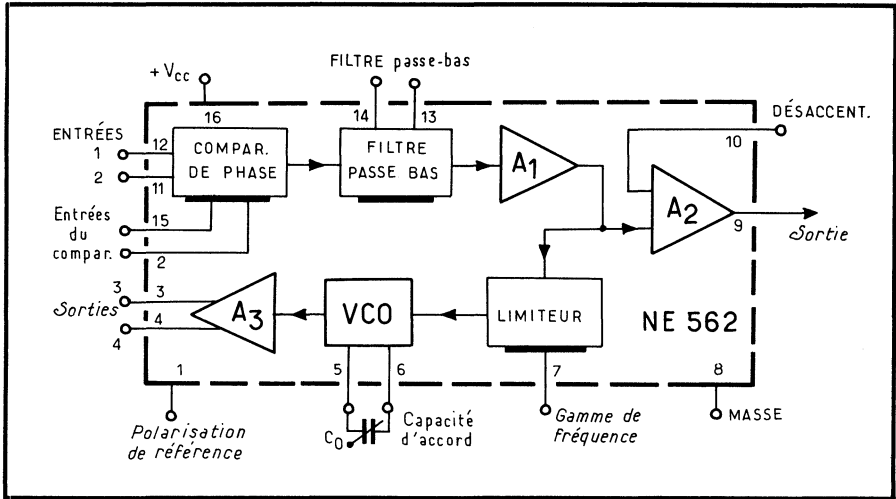 FILTRE passe-bas
+ Vcc
14
13
16
DÉSACCENT.
10
ENTRÉES
1
12
2
11
COMPAR.
DE PHASE
FILTRE
PASSE BAS
A1
A2
9
Sortie
Entrées
du
compar.
15
2
3
Sorties
4
3
4
A3
VCO
LIMITEUR
NE 562
1
5
6
7
8
Polarisation
de référence
C0
Capacité
d'accord
Gamme de
fréquence
MASSE